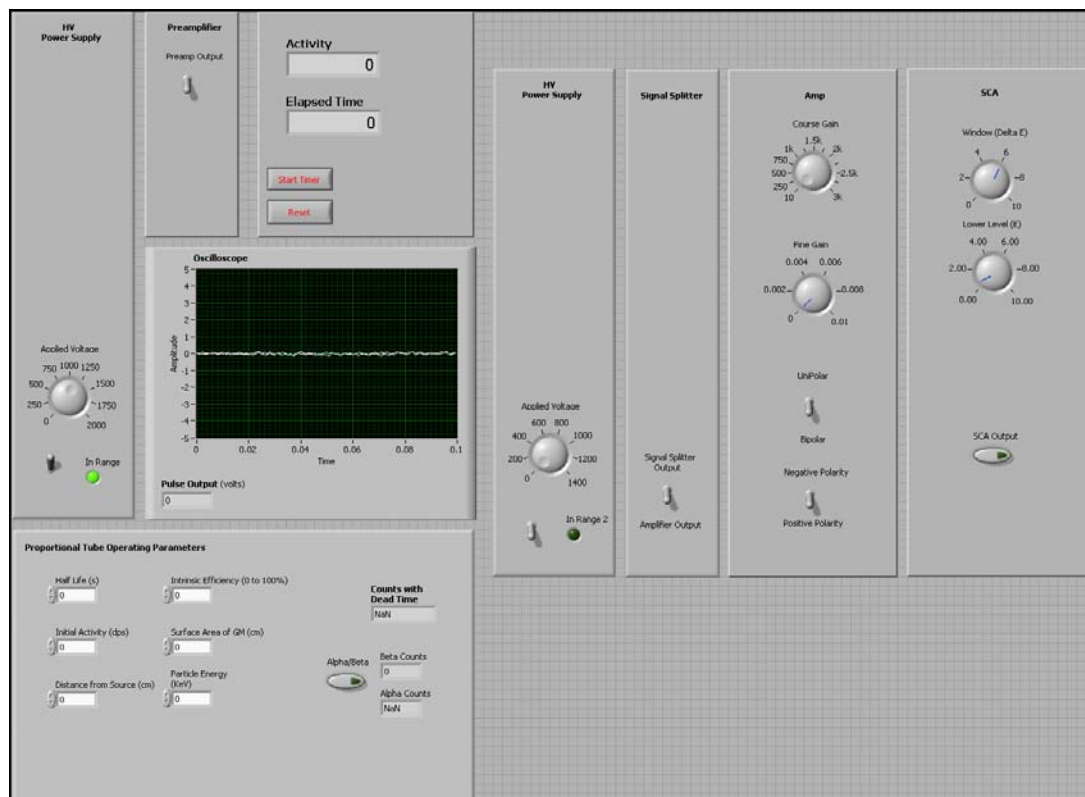 HV
Power Supply
Applied Voltage
0
250
500
750
1000
1250
1500
1750
2000
In Range
Preamplifier
Preamp Output
Activity
0
Elapsed Time
0
Start Timer
Reset
Oscilloscope
Amplitude
5
4
3
2
1
0
-1
-2
-3
-4
-5
0
0.02
0.04
0.06
0.08
0.1
Time
Pulse Output (volts)
0
HV
Power Supply
Applied Voltage
0
200
400
600
800
1000
1200
1400
In Range 2
Signal Splitter
Signal Splitter
Output
Amplifier Output
Amp
Course Gain
10
250
500
750
1k
1.5k
2k
2.5k
3k
Fine Gain
0
0.002
0.004
0.006
0.008
0.01
UniPolar
Bipolar
Negative Polarity
Positive Polarity
SCA
Window (Delta E)
0
2
4
6
8
10
Lower Level (E)
0.00
2.00
4.00
6.00
8.00
10.00
SCA Output
Proportional Tube Operating Parameters
Half Life (s)
0
Intrinsic Efficiency (0 to 100%)
0
Initial Activity (dps)
0
Surface Area of GM (cm)
0
Distance from Source (cm)
0
Particle Energy
(KeV)
0
Alpha/Beta
Counts with
Dead Time
NaN
Beta Counts
0
Alpha Counts
NaN